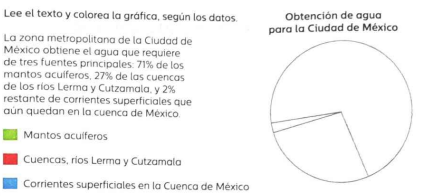 Lee el texto y colorea la gráfica, según los datos.
La zona metropolitana de la Ciudad de
México obtiene el agua que requiere
de tres fuentes principales: 71% de los
mantos acuíferos, 27% de las cuencas
de los ríos Lerma y Cutzamala, y 2%
restante de corrientes superficiales que
aún quedan en la cuenca de México.
Mantos acuíferos
Cuencas, ríos Lerma y Cutzamala
Corrientes superficiales en la Cuenca de México
Obtención de agua
para la Ciudad de México